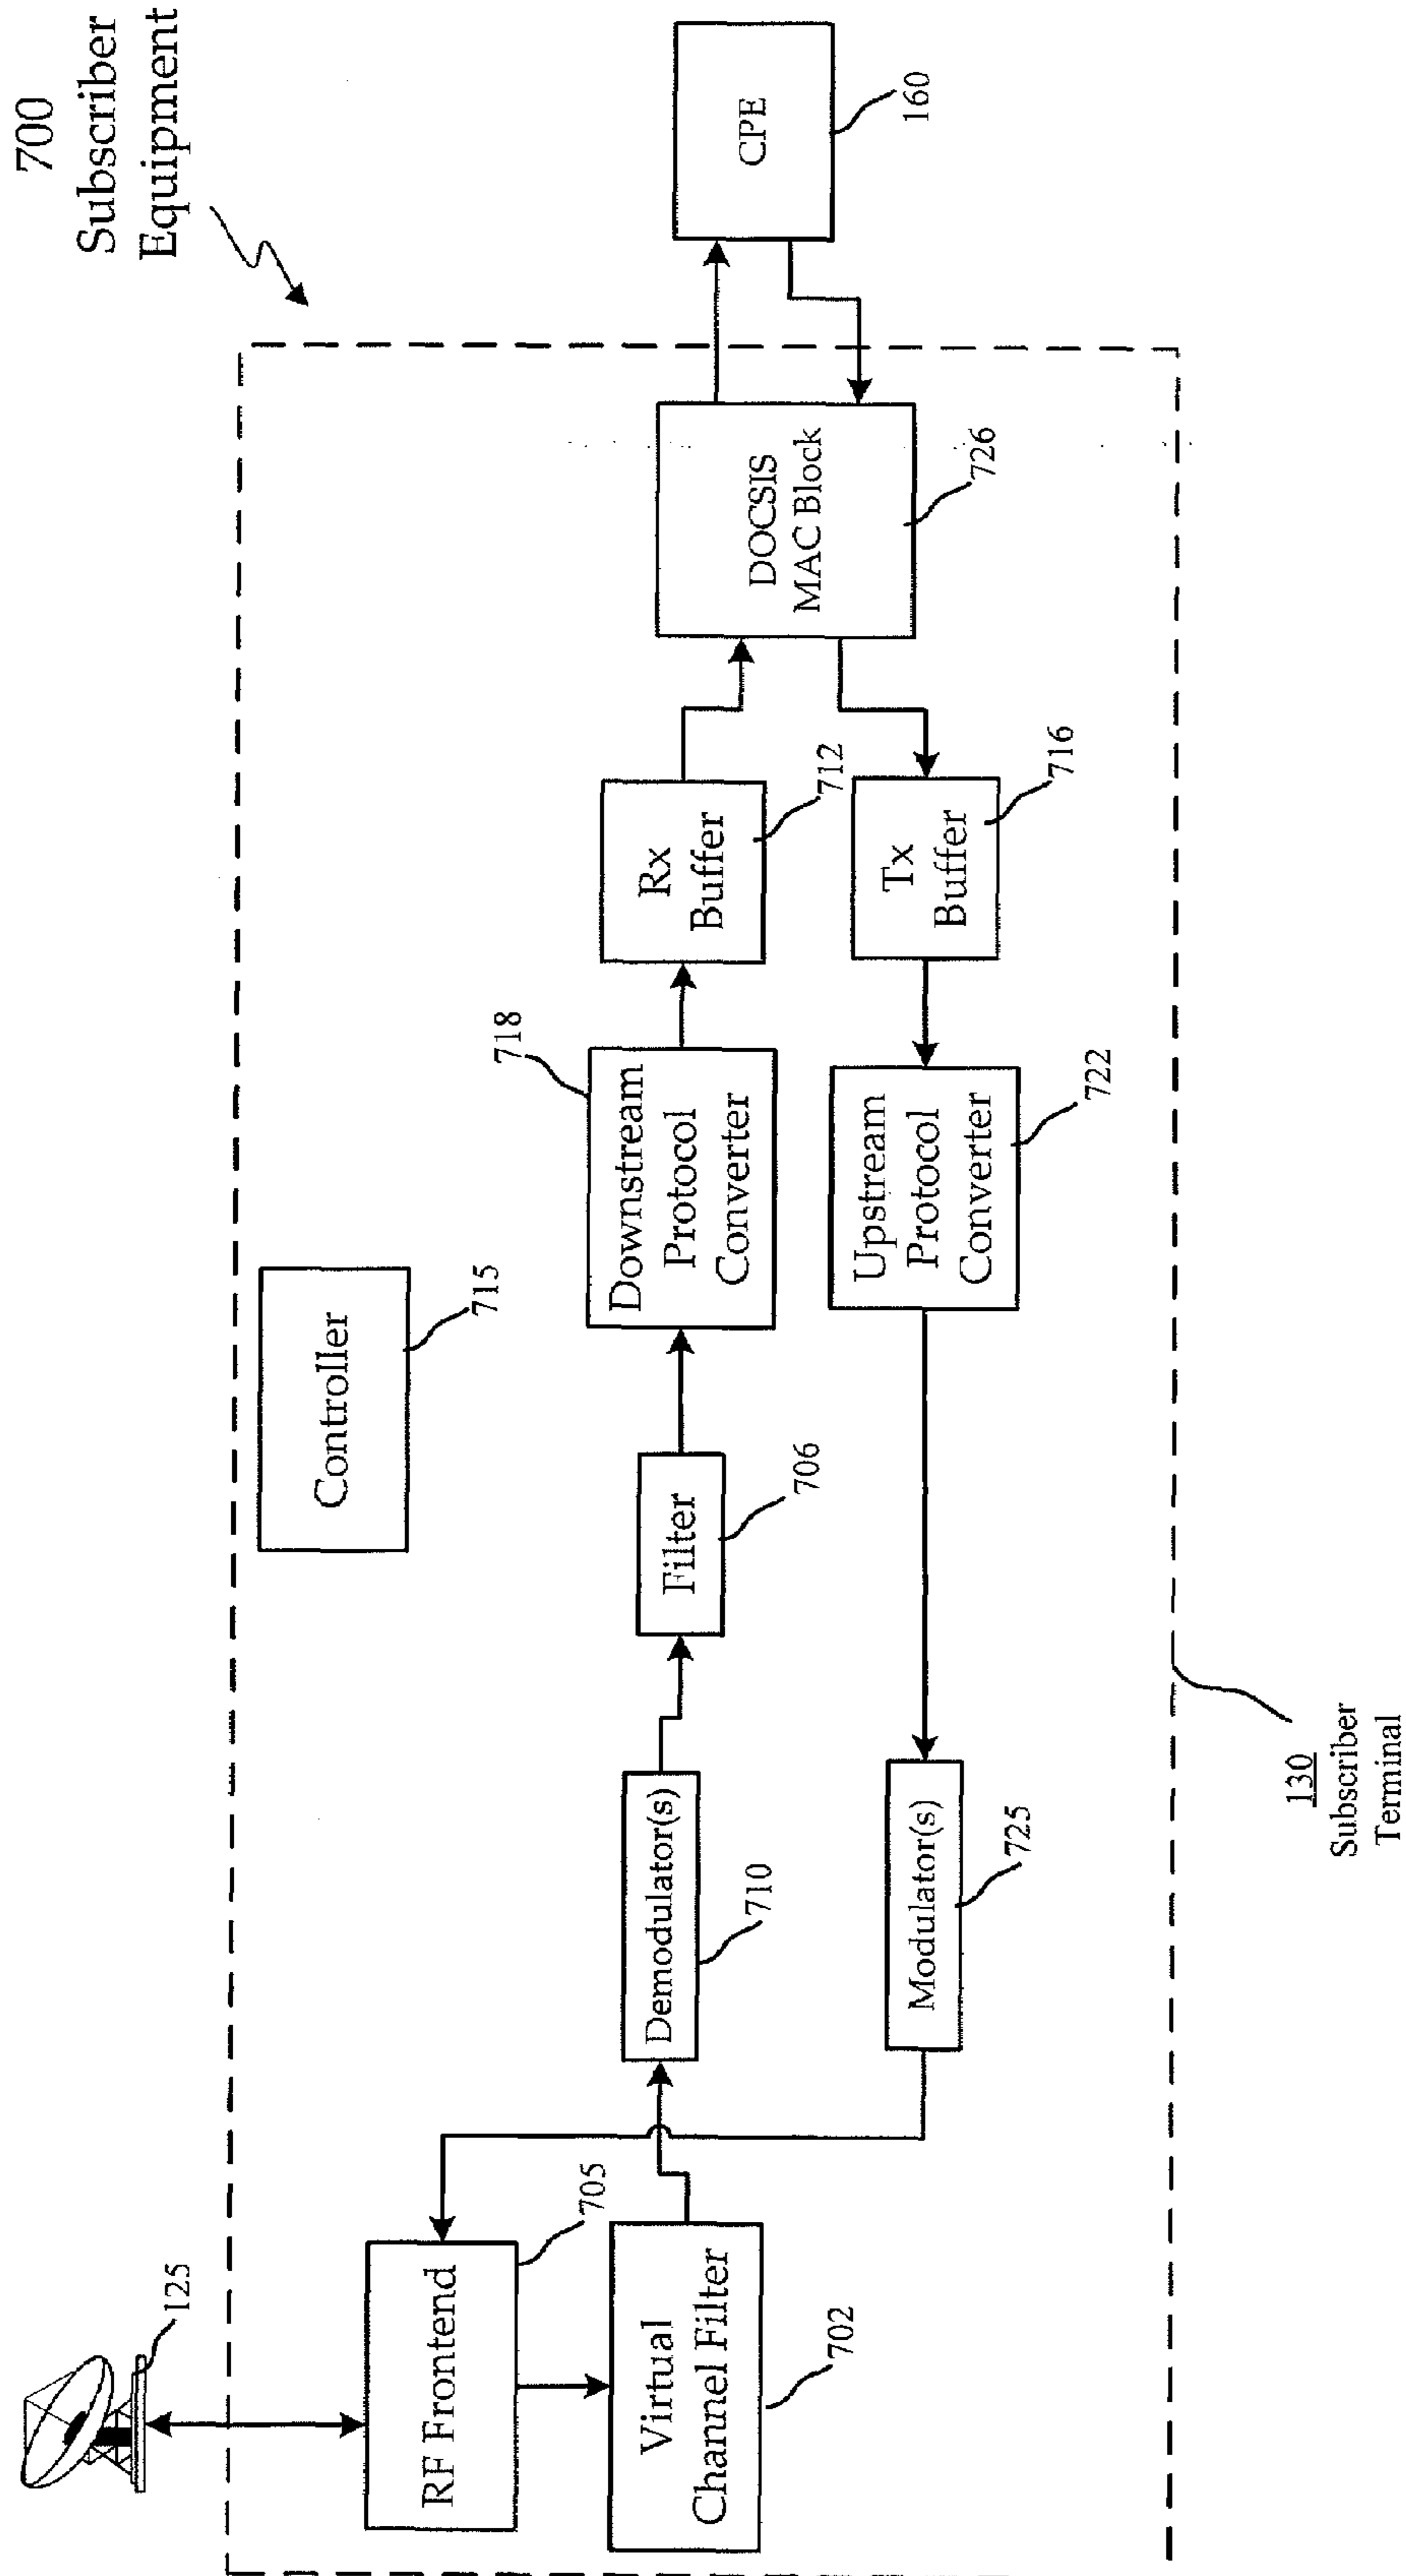 700
Subscriber
Equipment
125
RF Frontend
705
Virtual
Channel Filter
702
Demodulator(s)
710
Filter
706
Controller
715
Downstream
Protocol
Converter
718
Rx
Buffer
712
DOCSIS
MAC Block
726
CPE
160
Tx
Buffer
716
Upstream
Protocol
Converter
722
Modulator(s)
725
130
Subscriber
Terminal